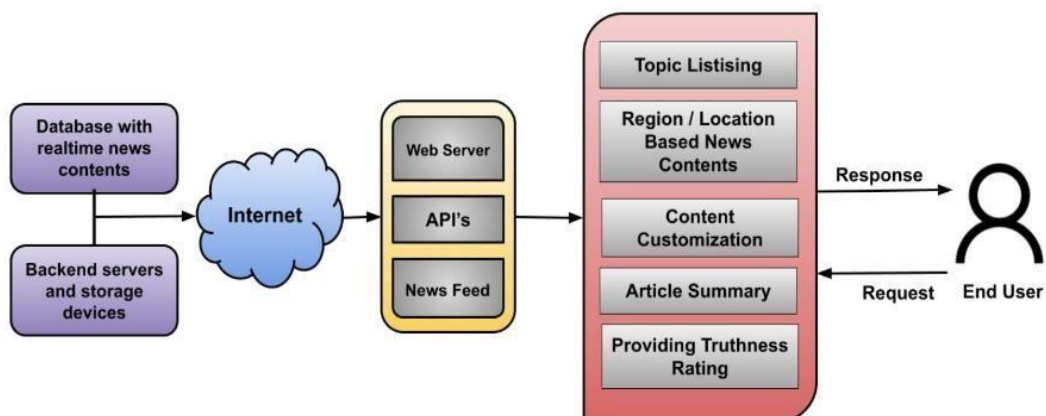 Database with
realtime news
contents
Backend servers
and storage
devices
Internet
Web Server
API's
News Feed
Topic Listising
Region / Location
Based News
Contents
Content
Customization
Article Summary
Providing Truthness
Rating
Response
Request
End User